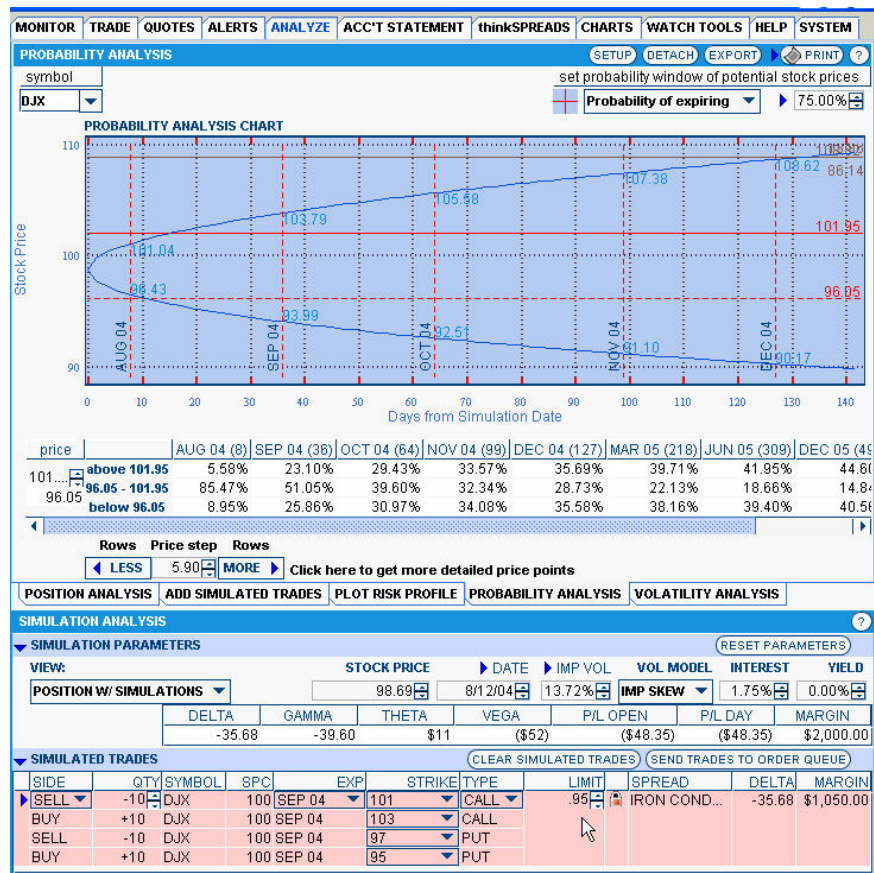 MONITOR TRADE QUOTES ALERTS ANALYZE ACC'T STATEMENT thinkSPREADS CHARTS WATCH TOOLS HELP SYSTEM
PROBABILITY ANALYSIS SETUP DETACH EXPORT PRINT ?
symbol set probability window of potential stock prices
DJX Probability of expiring 75.00%
PROBABILITY ANALYSIS CHART
110
108.62 86.14
107.38
105.58
103.79
101.95
101.04
100
Stock Price
96.43 96.05
93.99
92.51
91.10
90.17
90
AUG 04 SEP 04 OCT 04 NOV 04 DEC 04
0 10 20 30 40 50 60 70 80 90 100 110 120 130 140
Days from Simulation Date
price AUG 04 (8) SEP 04 (36) OCT 04 (64) NOV 04 (99) DEC 04 (127) MAR 05 (218) JUN 05 (309) DEC 05 (49
101.... above 101.95 5.58% 23.10% 29.43% 33.57% 35.69% 39.71% 41.95% 44.60
96.05 96.05 - 101.95 85.47% 51.05% 39.60% 32.34% 28.73% 22.13% 18.66% 14.84
below 96.05 8.95% 25.86% 30.97% 34.08% 35.58% 38.16% 39.40% 40.56
Rows Price step Rows
LESS 5.90 MORE Click here to get more detailed price points
POSITION ANALYSIS ADD SIMULATED TRADES PLOT RISK PROFILE PROBABILITY ANALYSIS VOLATILITY ANALYSIS
SIMULATION ANALYSIS ?
SIMULATION PARAMETERS RESET PARAMETERS
VIEW: STOCK PRICE DATE IMP VOL VOL MODEL INTEREST YIELD
POSITION W/ SIMULATIONS 98.69 8/12/04 13.72% IMP SKEW 1.75% 0.00%
DELTA GAMMA THETA VEGA P/L OPEN P/L DAY MARGIN
-35.68 -39.60 $11 ($52) ($48.35) ($48.35) $2,000.00
SIMULATED TRADES CLEAR SIMULATED TRADES SEND TRADES TO ORDER QUEUE
SIDE QTY SYMBOL SPC EXP STRIKE TYPE LIMIT SPREAD DELTA MARGIN
SELL -10 DJX 100 SEP 04 101 CALL .95 IRON COND... -35.68 $1,050.00
BUY +10 DJX 100 SEP 04 103 CALL
SELL -10 DJX 100 SEP 04 97 PUT
BUY +10 DJX 100 SEP 04 95 PUT